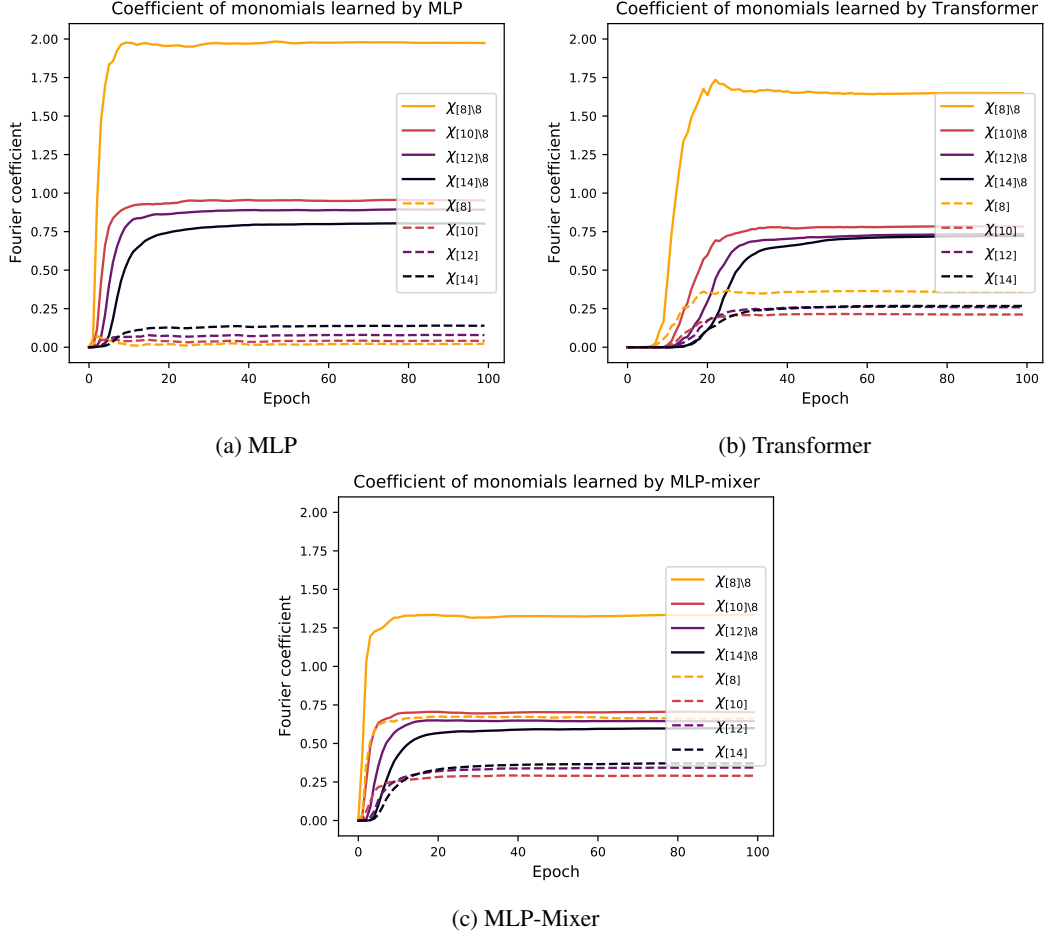 Coefficient of monomials learned by MLP
2.00
1.75
1.50
1.25
1.00
0.75
0.50
0.25
0.00
Fourier coefficient
0 20 40 60 80 100
Epoch
χ[8]\8
χ[10]\8
χ[12]\8
χ[14]\8
χ[8]
χ[10]
χ[12]
χ[14]
(a) MLP
Coefficient of monomials learned by Transformer
2.00
1.75
1.50
1.25
1.00
0.75
0.50
0.25
0.00
Fourier coefficient
0 20 40 60 80 100
Epoch
χ[8]\8
χ[10]\8
χ[12]\8
χ[14]\8
χ[8]
χ[10]
χ[12]
χ[14]
(b) Transformer
Coefficient of monomials learned by MLP-mixer
2.00
1.75
1.50
1.25
1.00
0.75
0.50
0.25
0.00
Fourier coefficient
0 20 40 60 80 100
Epoch
χ[8]\8
χ[10]\8
χ[12]\8
χ[14]\8
χ[8]
χ[10]
χ[12]
χ[14]
(c) MLP-Mixer